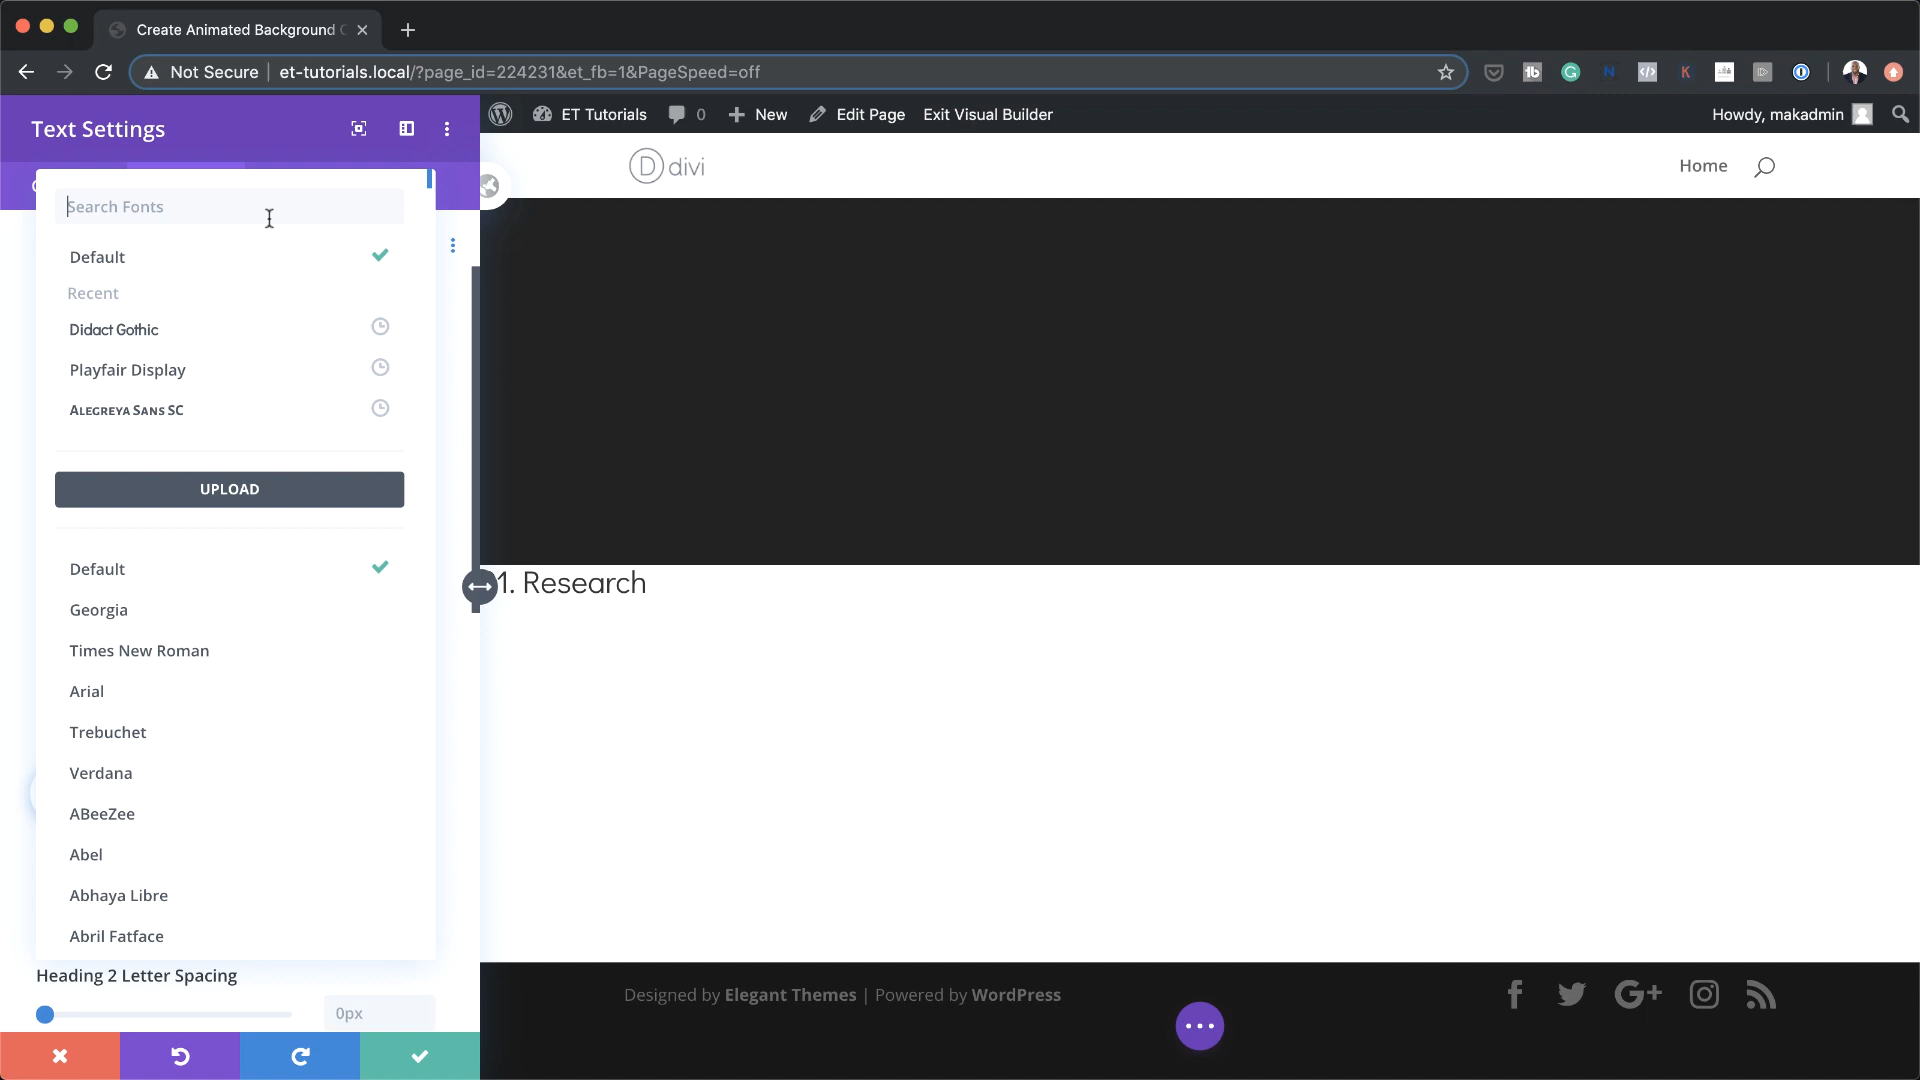 Create Animated Background
Not Secure
et-tutorials.local/?page_id=224231&et_fb=1&PageSpeed=off
ET Tutorials
0
New
Edit Page
Exit Visual Builder
Howdy, makadmin
Text Settings
divi
Home
Search Fonts
Default
Recent
Didact Gothic
Playfair Display
Alegreya Sans SC
UPLOAD
Default
Georgia
Times New Roman
Arial
Trebuchet
Verdana
ABeeZee
Abel
Abhaya Libre
Abril Fatface
1. Research
Heading 2 Letter Spacing
0px
Designed by Elegant Themes | Powered by WordPress